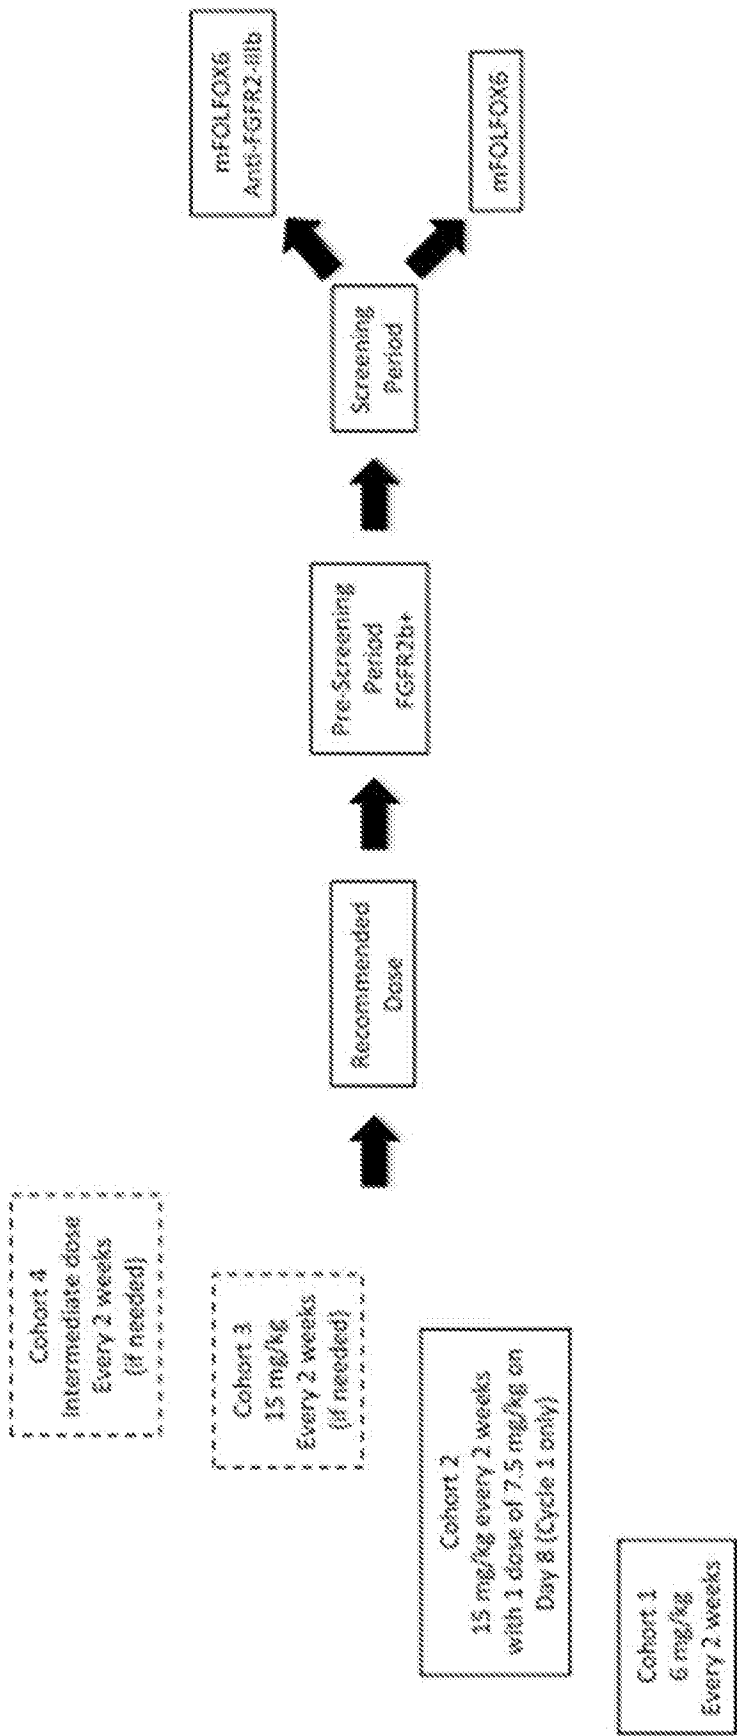 Cohort 4
Intermediate dose
Every 2 weeks
(if needed)
Cohort 3
15 mg/kg
Every 2 weeks
(if needed)
Cohort 2
15 mg/kg every 2 weeks
with 1 dose of 7.5 mg/kg on
Day 8 (Cycle 1 only)
Cohort 1
6 mg/kg
Every 2 weeks
Recommended
Dose
Pre-Screening
Period
FGFR2b+
Screening
Period
mFOLFOX6
Anti-FGFR2-IIIb
mFOLFOX6